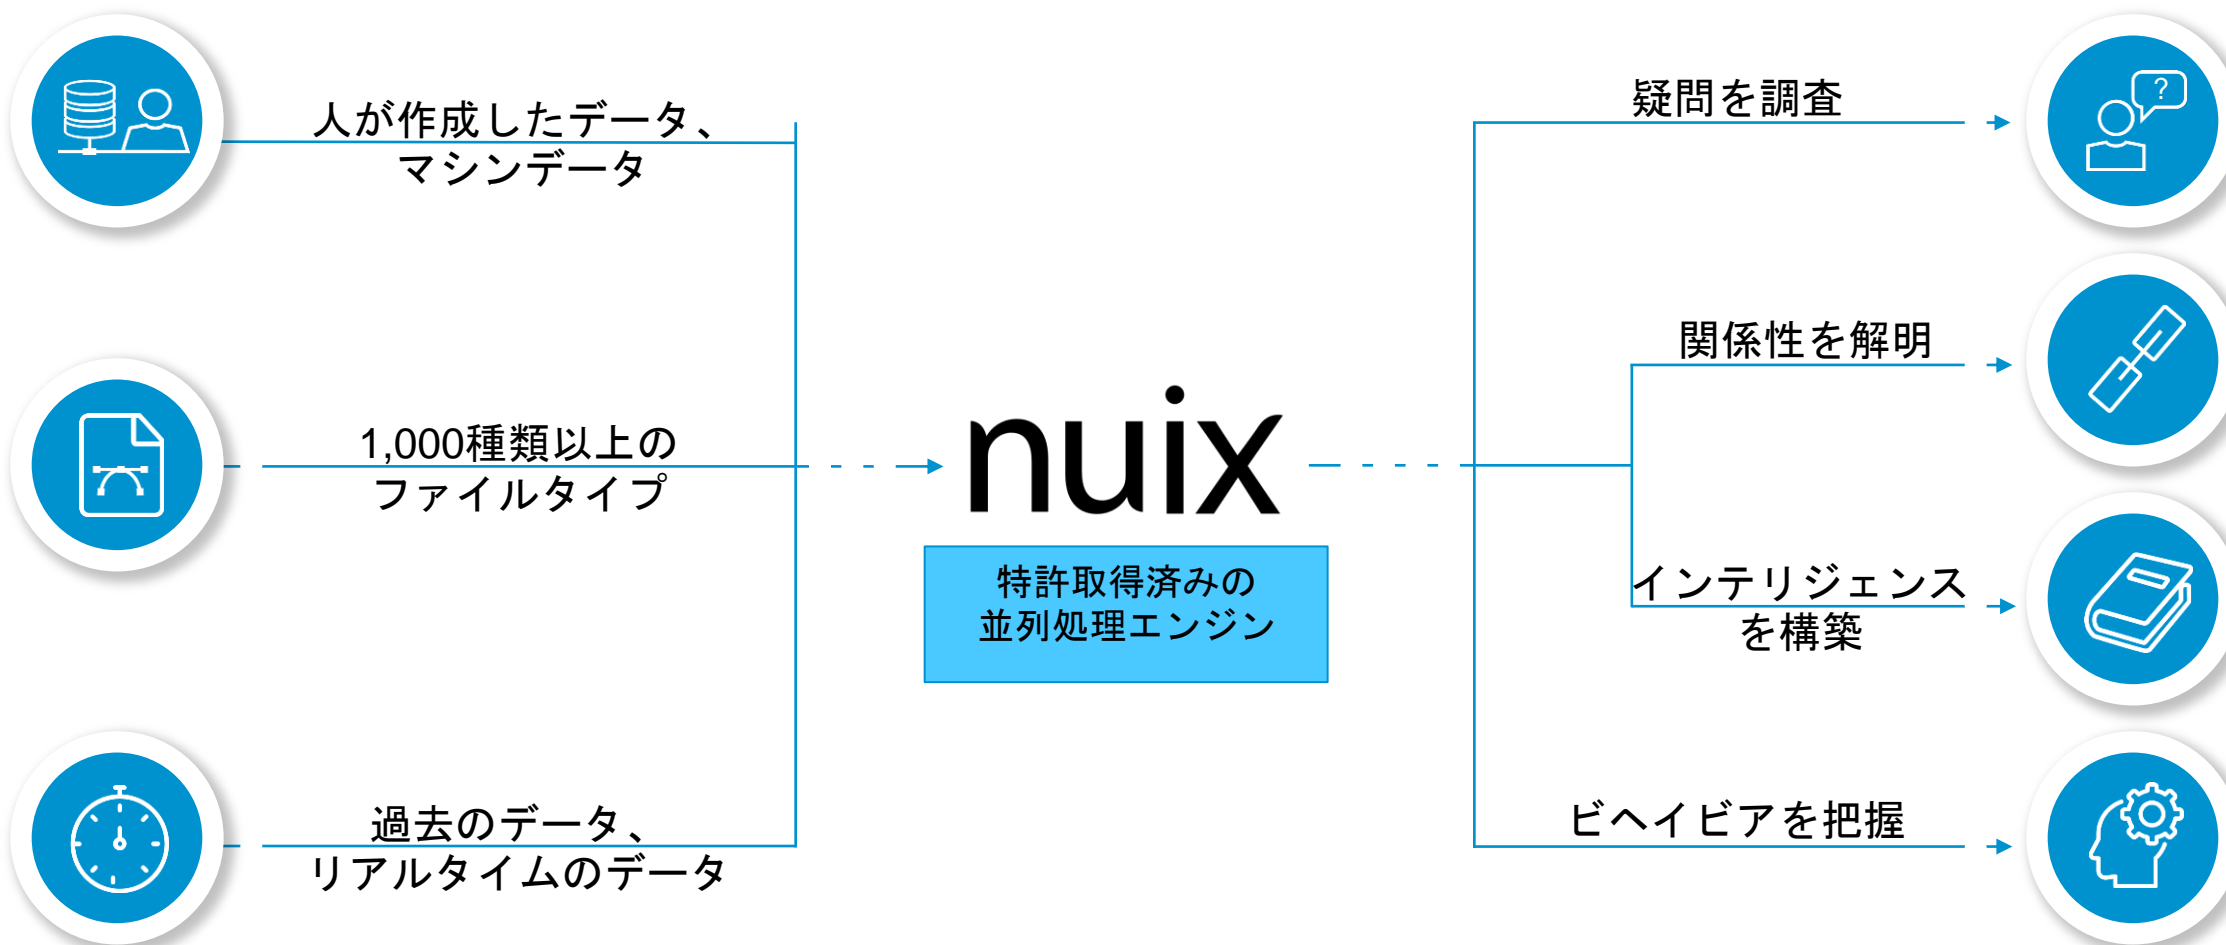 人が作成したデータ、
マシンデータ
1,000種類以上の
ファイルタイプ
過去のデータ、
リアルタイムのデータ
nuix
特許取得済みの
並列処理エンジン
疑問を調査
?
関係性を解明
インテリジェンス
を構築
ビヘイビアを把握